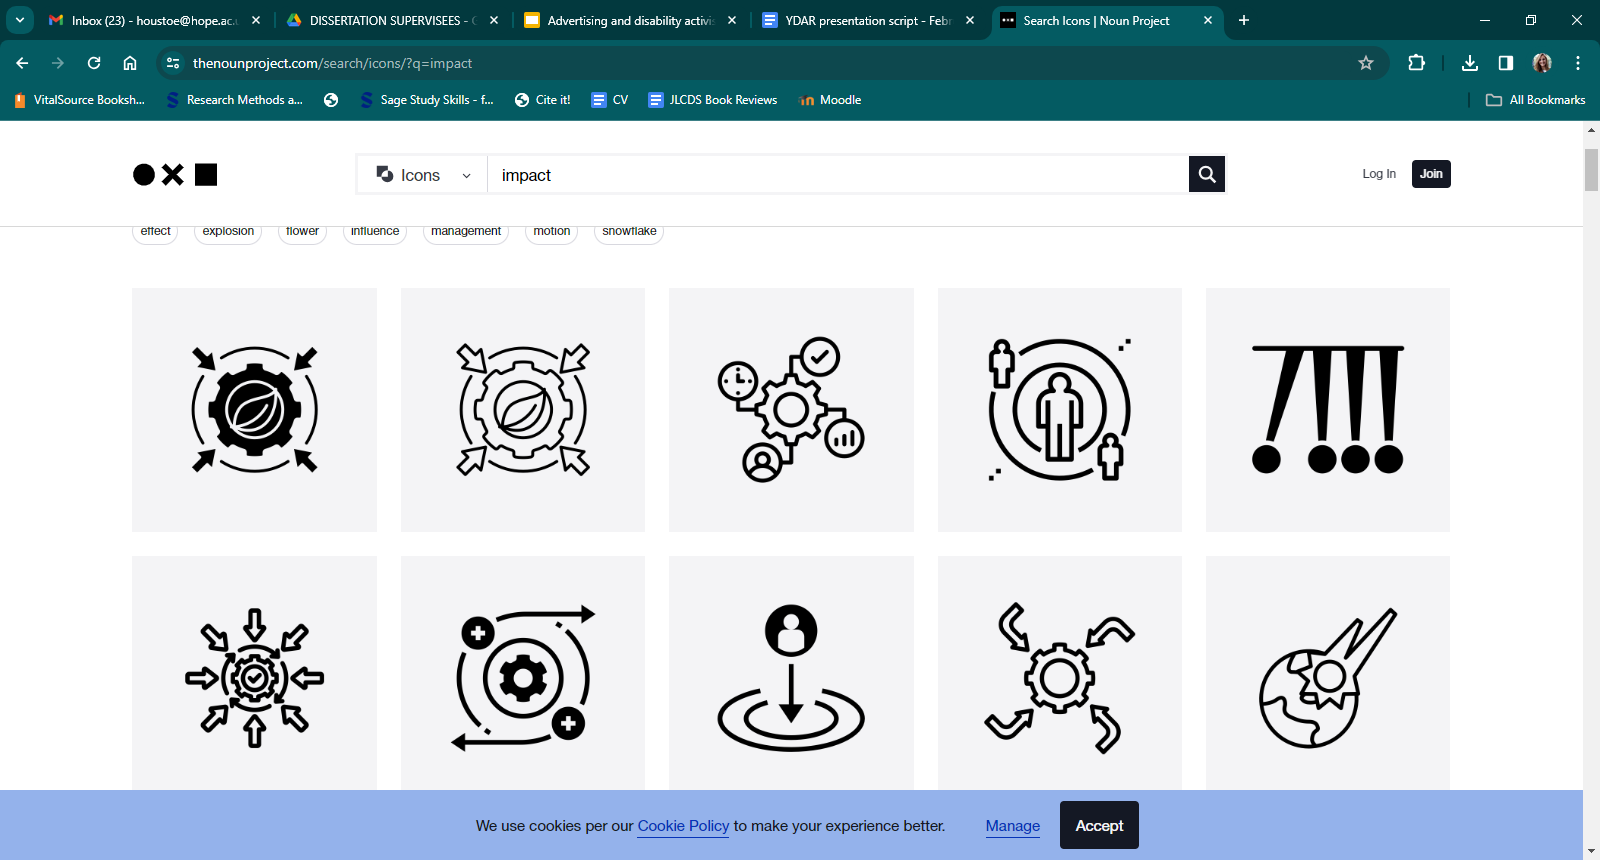 Inbox (23) - houstoe@hope.ac.u
DISSERTATION SUPERVISEES - G
Advertising and disability activis
YDAR presentation script - Febr
Search Icons | Noun Project
thenounproject.com/search/icons/?q=impact
VitalSource Booksh...
Research Methods a...
Sage Study Skills - f...
Cite it!
CV
JLCDS Book Reviews
Moodle
All Bookmarks
Icons
impact
Log In
Join
effect
explosion
flower
influence
management
motion
snowflake
We use cookies per our Cookie Policy to make your experience better.
Manage
Accept